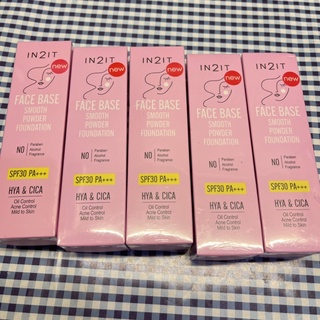 IN2IT
new
FACE BASE
SMOOTH
POWDER
FOUNDATION
NO
Paraben
Alcohol
Fragrance
SPF30 PA+++
HYA & CICA
Oil Control
Acne Control
Mild to Skin
IN2IT
new
FACE BASE
SMOOTH
POWDER
FOUNDATION
NO
Paraben
Alcohol
Fragrance
SPF30 PA+++
HYA & CICA
Oil Control
Acne Control
Mild to Skin
IN2IT
new
FACE BASE
SMOOTH
POWDER
FOUNDATION
NO
Paraben
Alcohol
Fragrance
SPF30 PA+++
HYA & CICA
Oil Control
Acne Control
Mild to Skin
IN2IT
new
FACE BASE
SMOOTH
POWDER
FOUNDATION
NO
Paraben
Alcohol
Fragrance
SPF30 PA+++
HYA & CICA
Oil Control
Acne Control
Mild to Skin
IN2IT
new
FACE BASE
SMOOTH
POWDER
FOUNDATION
NO
Paraben
Alcohol
Fragrance
SPF30 PA+++
HYA & CICA
Oil Control
Acne Control
Mild to Skin